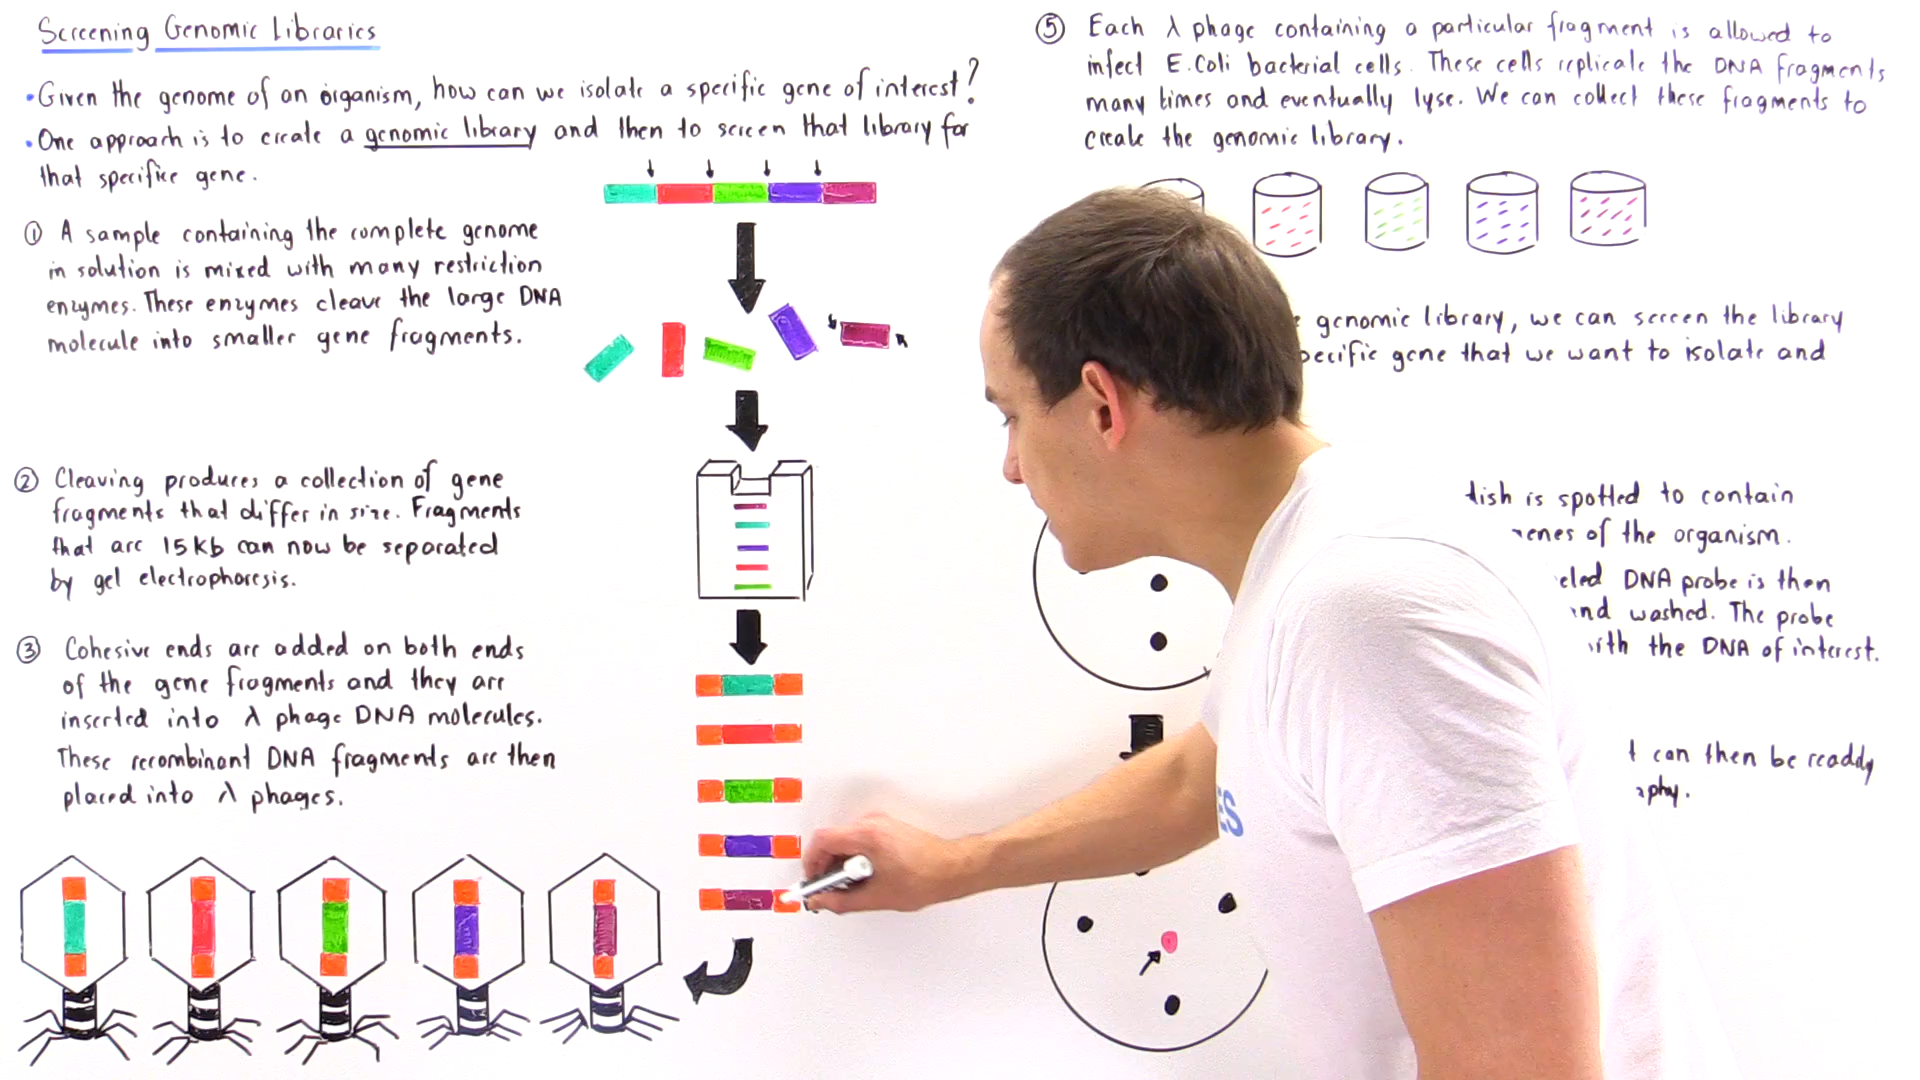 Screening Genomic Libraries
• Given the genome of an organism, how can we isolate a specific gene of interest?
• One approach is to create a genomic library and then to screen that library for
that specifice gene.
① A sample containing the complete genome
in solution is mixed with many restriction
enzymes. These enzymes cleave the large DNA
molecule into smaller gene fragments.
② Cleaving produces a collection of gene
fragments that differ in size. Fragments
that are 15kb can now be separated
by gel electrophoresis.
③ Cohesive ends are added on both ends
of the gene fragments and they are
inserted into λ phage DNA molecules.
These recombinant DNA fragments are then
placed into λ phages.
⑤ Each λ phage containing a particular fragment is allowed to
infect E.Coli bacterial cells. These cells replicate the DNA fragments
many times and eventually lyse. We can collect these fragments to
create the genomic library.
genomic library, we can screen the library
gene that we want to isolate and
is spotted to contain
of the organism.
DNA probe is then
washed. The probe
the DNA of interest.
can then be readily
ES